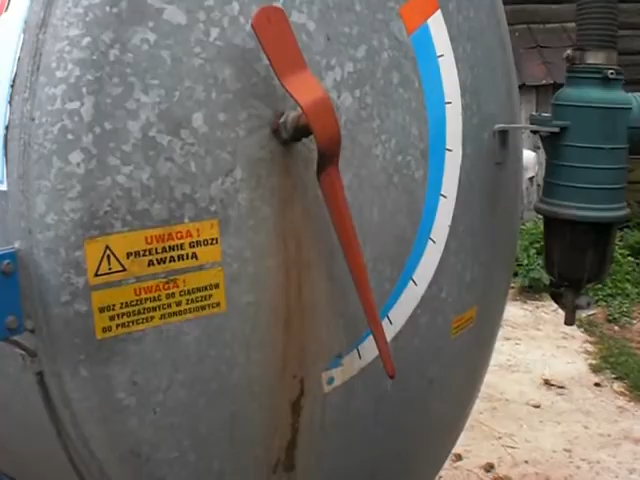 UWAGA!
PRZELANIE GROZI
AWARIĄ
UWAGA!
WÓZ ZACZEPIAĆ DO CIĄGNIKÓW
WYPOSAŻONYCH W ZACZEP
DO PRZYCZEP JEDNOOSIOWYCH